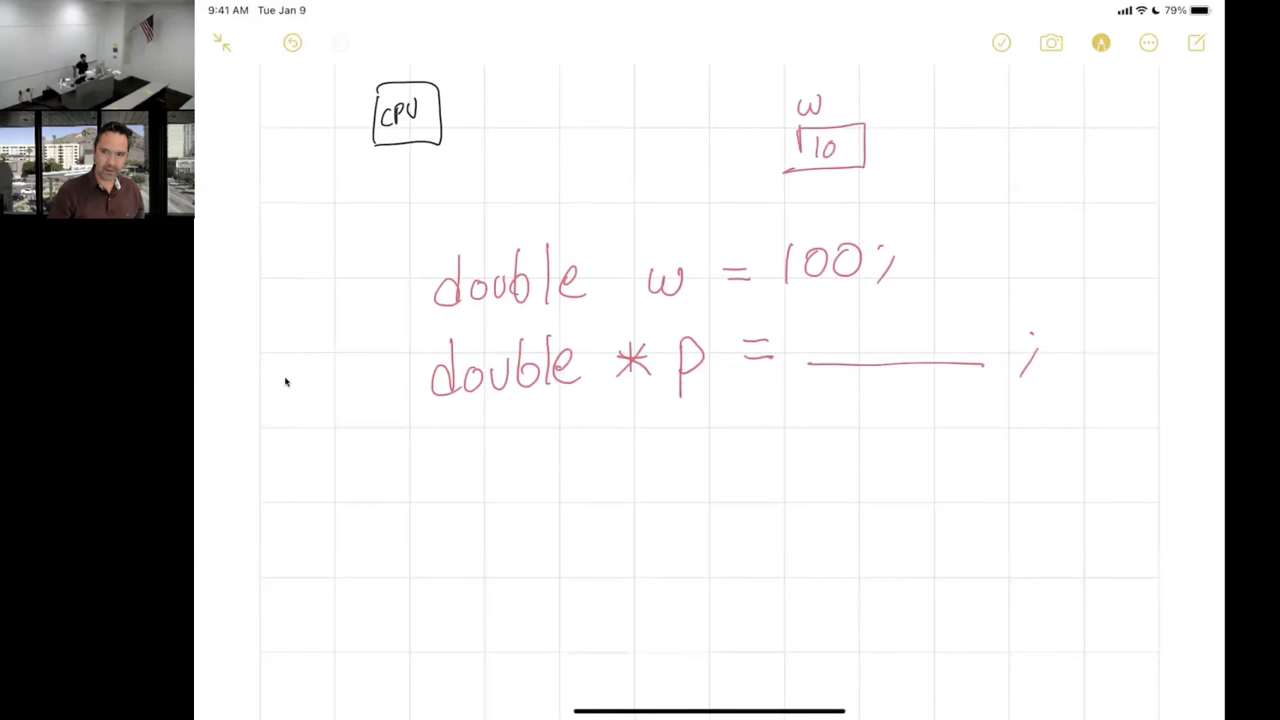 9:41 AM Tue Jan 9
79%
CPU
w
10
double w = 100;
double * p = ______ ;